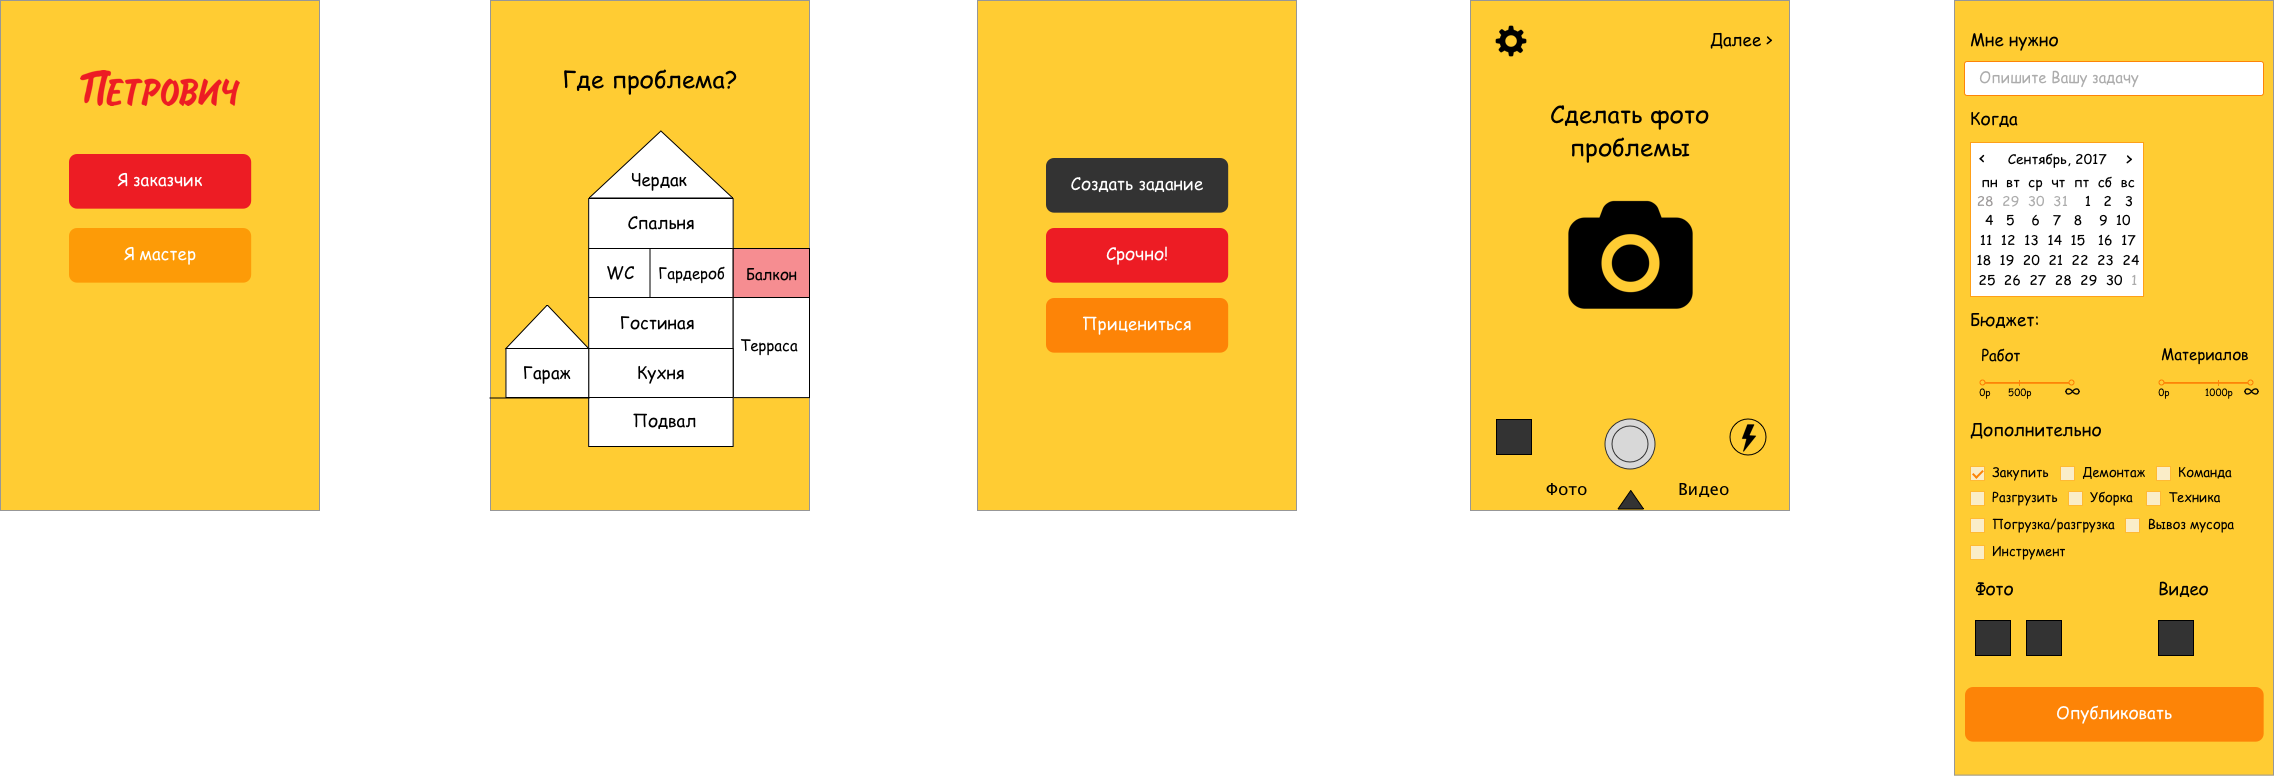 Петрович
Я заказчик
Я мастер
Где проблема?
Чердак
Спальня
WC Гардероб Балкон
Гостиная
Терраса
Гараж Кухня
Подвал
Создать задание
Срочно!
Прицениться
Далее >
Сделать фото
проблемы
Фото Видео
Мне нужно
Опишите Вашу задачу
Когда
< Сентябрь, 2017 >
пн вт ср чт пт сб вс
28 29 30 31 1 2 3
4 5 6 7 8 9 10
11 12 13 14 15 16 17
18 19 20 21 22 23 24
25 26 27 28 29 30 1
Бюджет:
Работ Материалов
0р 500р ∞ 0р 1000р ∞
Дополнительно
Закупить Демонтаж Команда
Разгрузить Уборка Техника
Погрузка/разгрузка Вывоз мусора
Инструмент
Фото Видео
Опубликовать